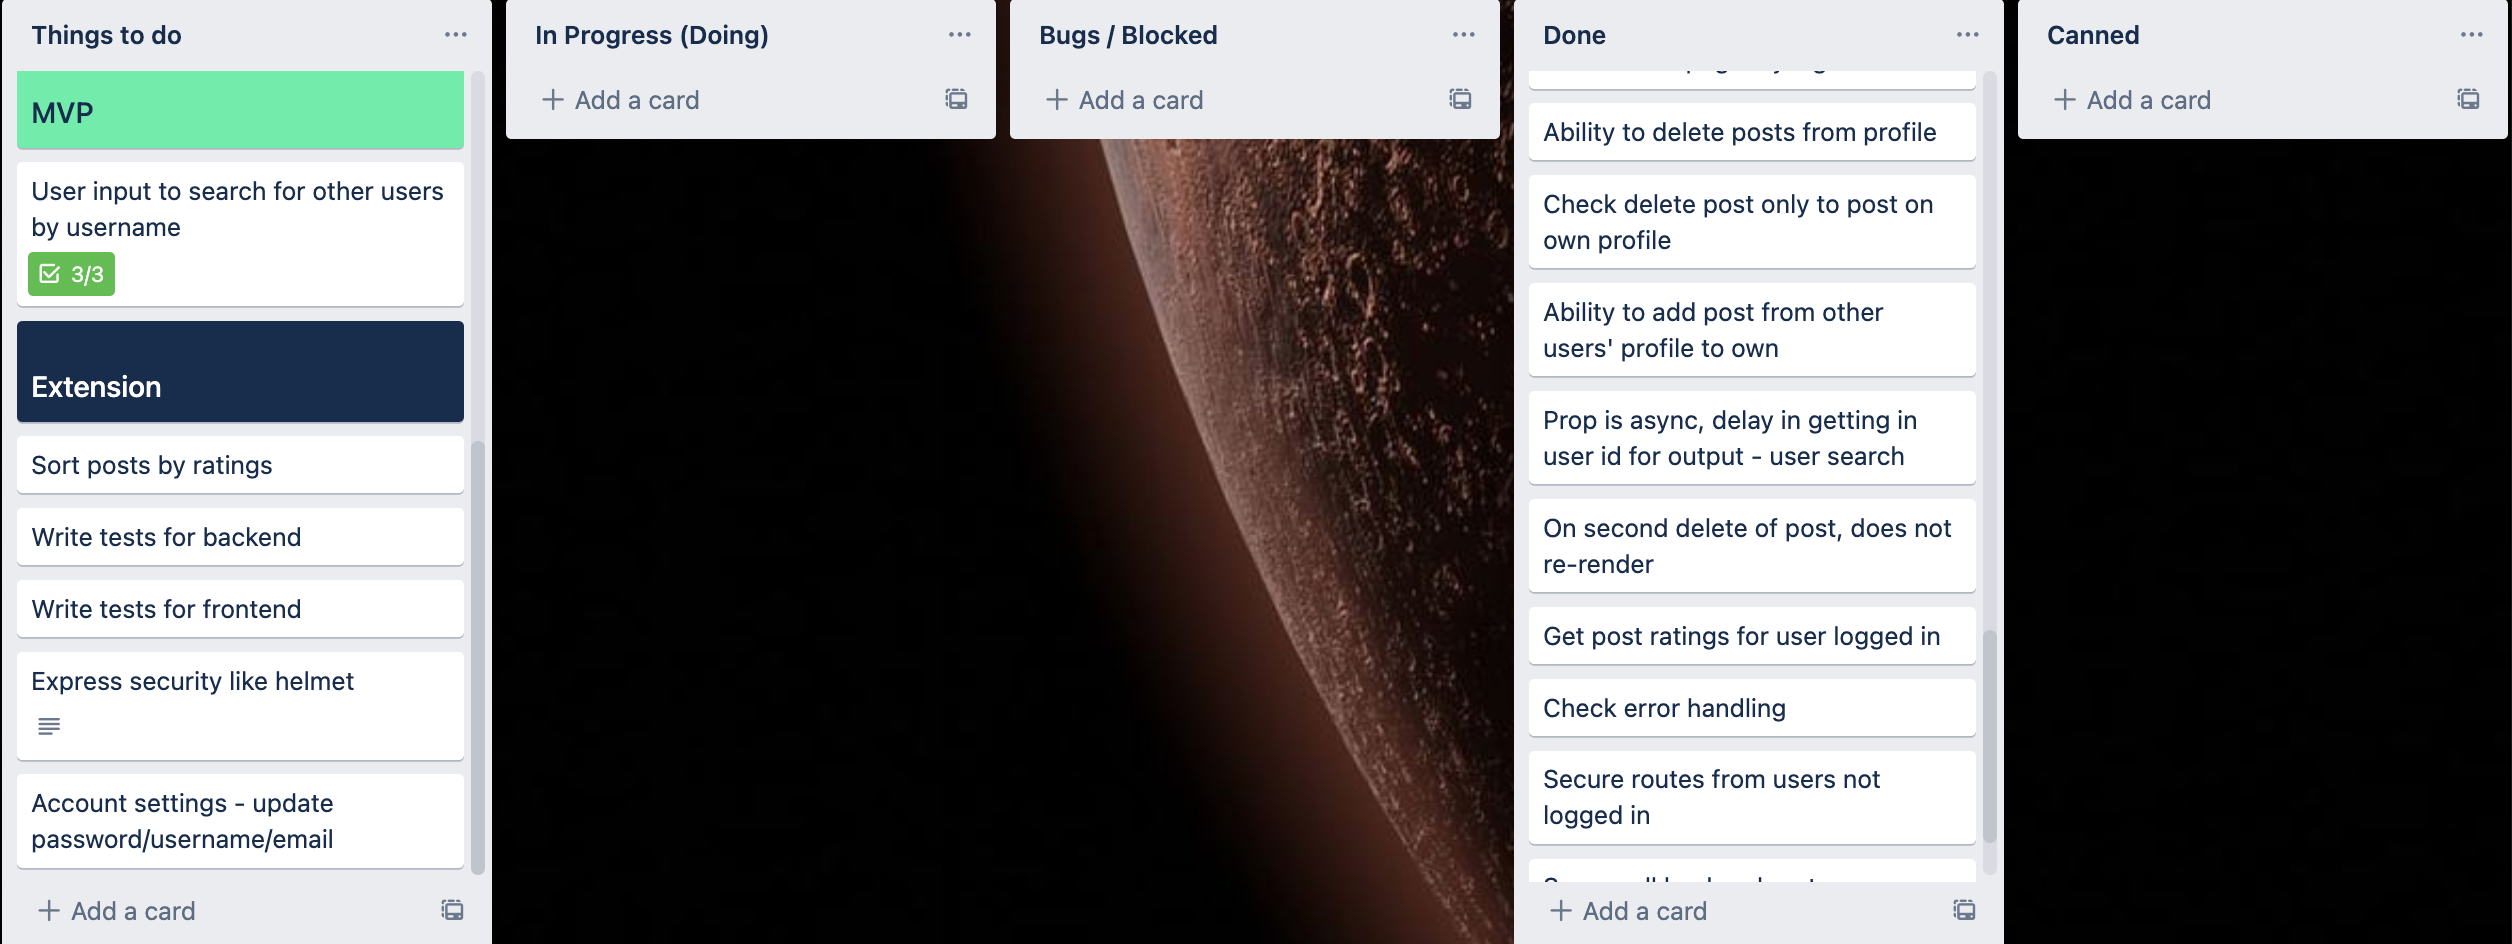 Things to do
MVP
User input to search for other users
by username
3/3
Extension
Sort posts by ratings
Write tests for backend
Write tests for frontend
Express security like helmet
Account settings - update
password/username/email
Add a card
In Progress (Doing)
Add a card
Bugs / Blocked
Add a card
Done
Ability to delete posts from profile
Check delete post only to post on
own profile
Ability to add post from other
users' profile to own
Prop is async, delay in getting in
user id for output - user search
On second delete of post, does not
re-render
Get post ratings for user logged in
Check error handling
Secure routes from users not
logged in
Add a card
Canned
Add a card